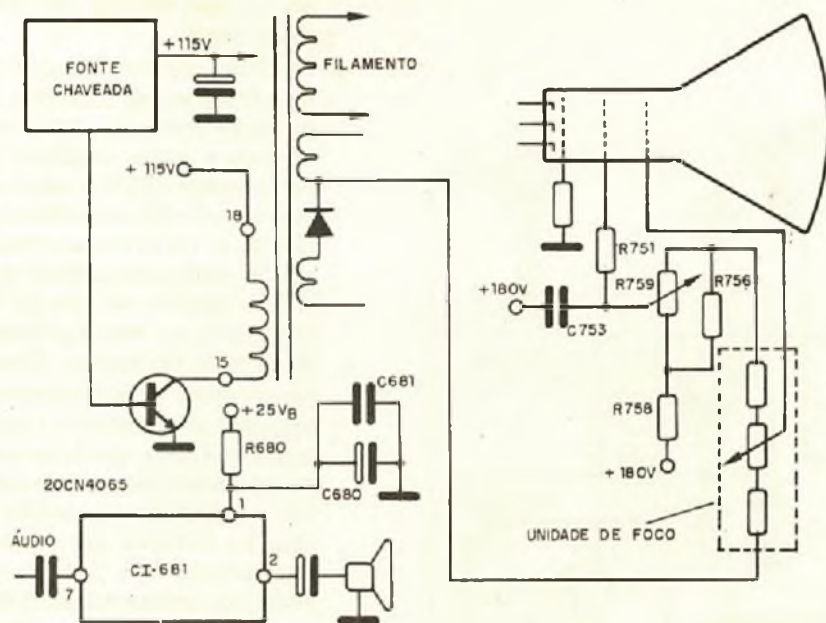 FONTE
CHAVEADA
+115V
FILAMENTO
+ 115V
18
15
+25VB
R680
C681
C680
20CN4065
1
ÁUDIO
7
CI-681
2
R751
R759
R756
+180V
C753
R758
+180V
UNIDADE DE FOCO